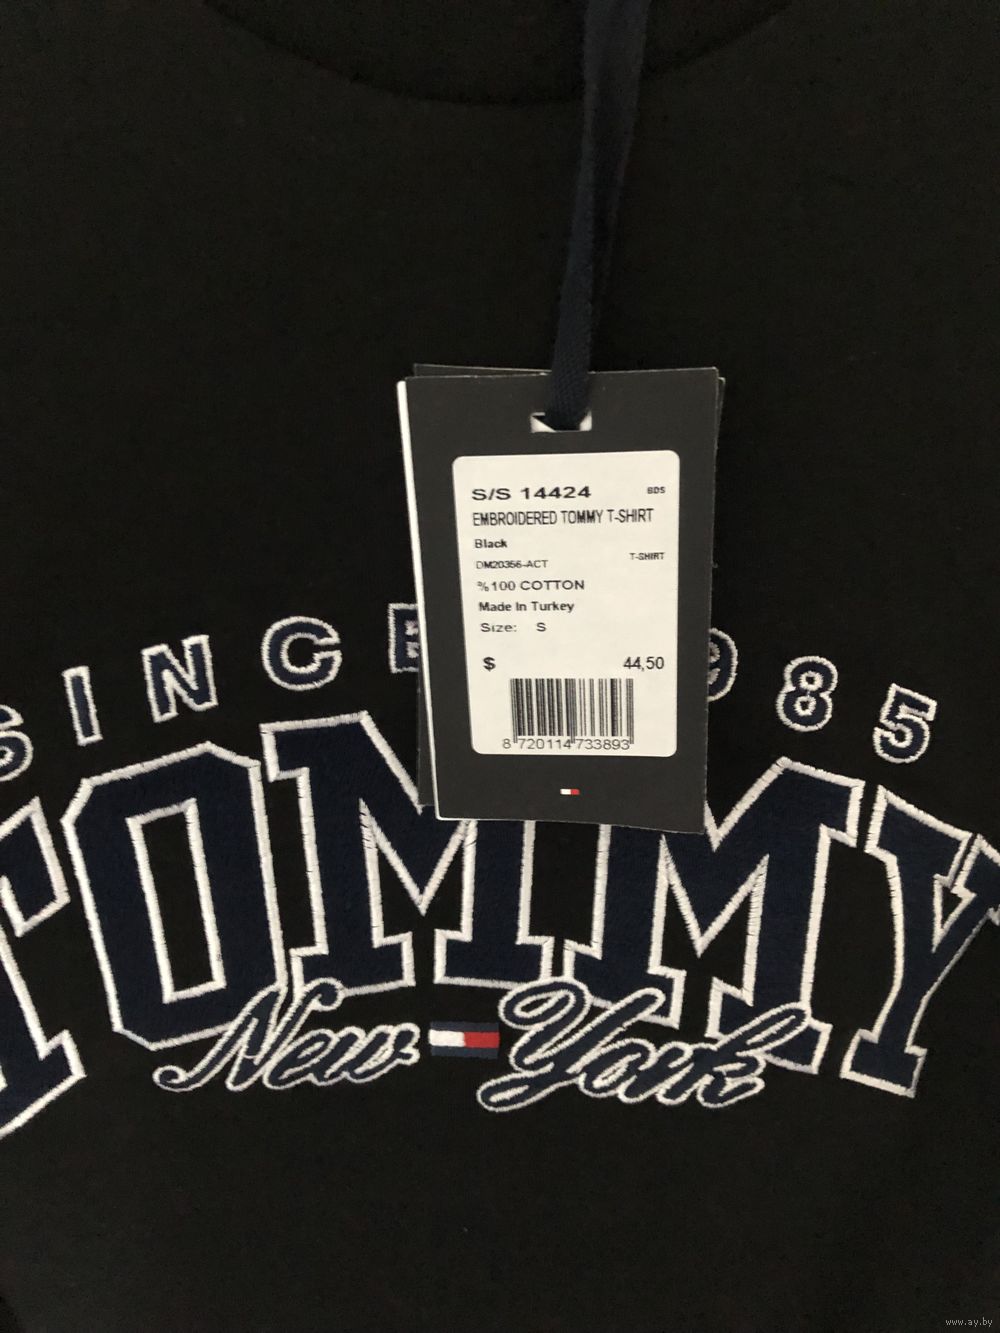 S/S 14424 BDS
EMBROIDERED TOMMY T-SHIRT
Black
T-SHIRT
DM20356-ACT
%100 COTTON
Made In Turkey
Size: S
$ 44,50
8 720114 733893
SINCE 985
TOMMY
New York
www.ay.by